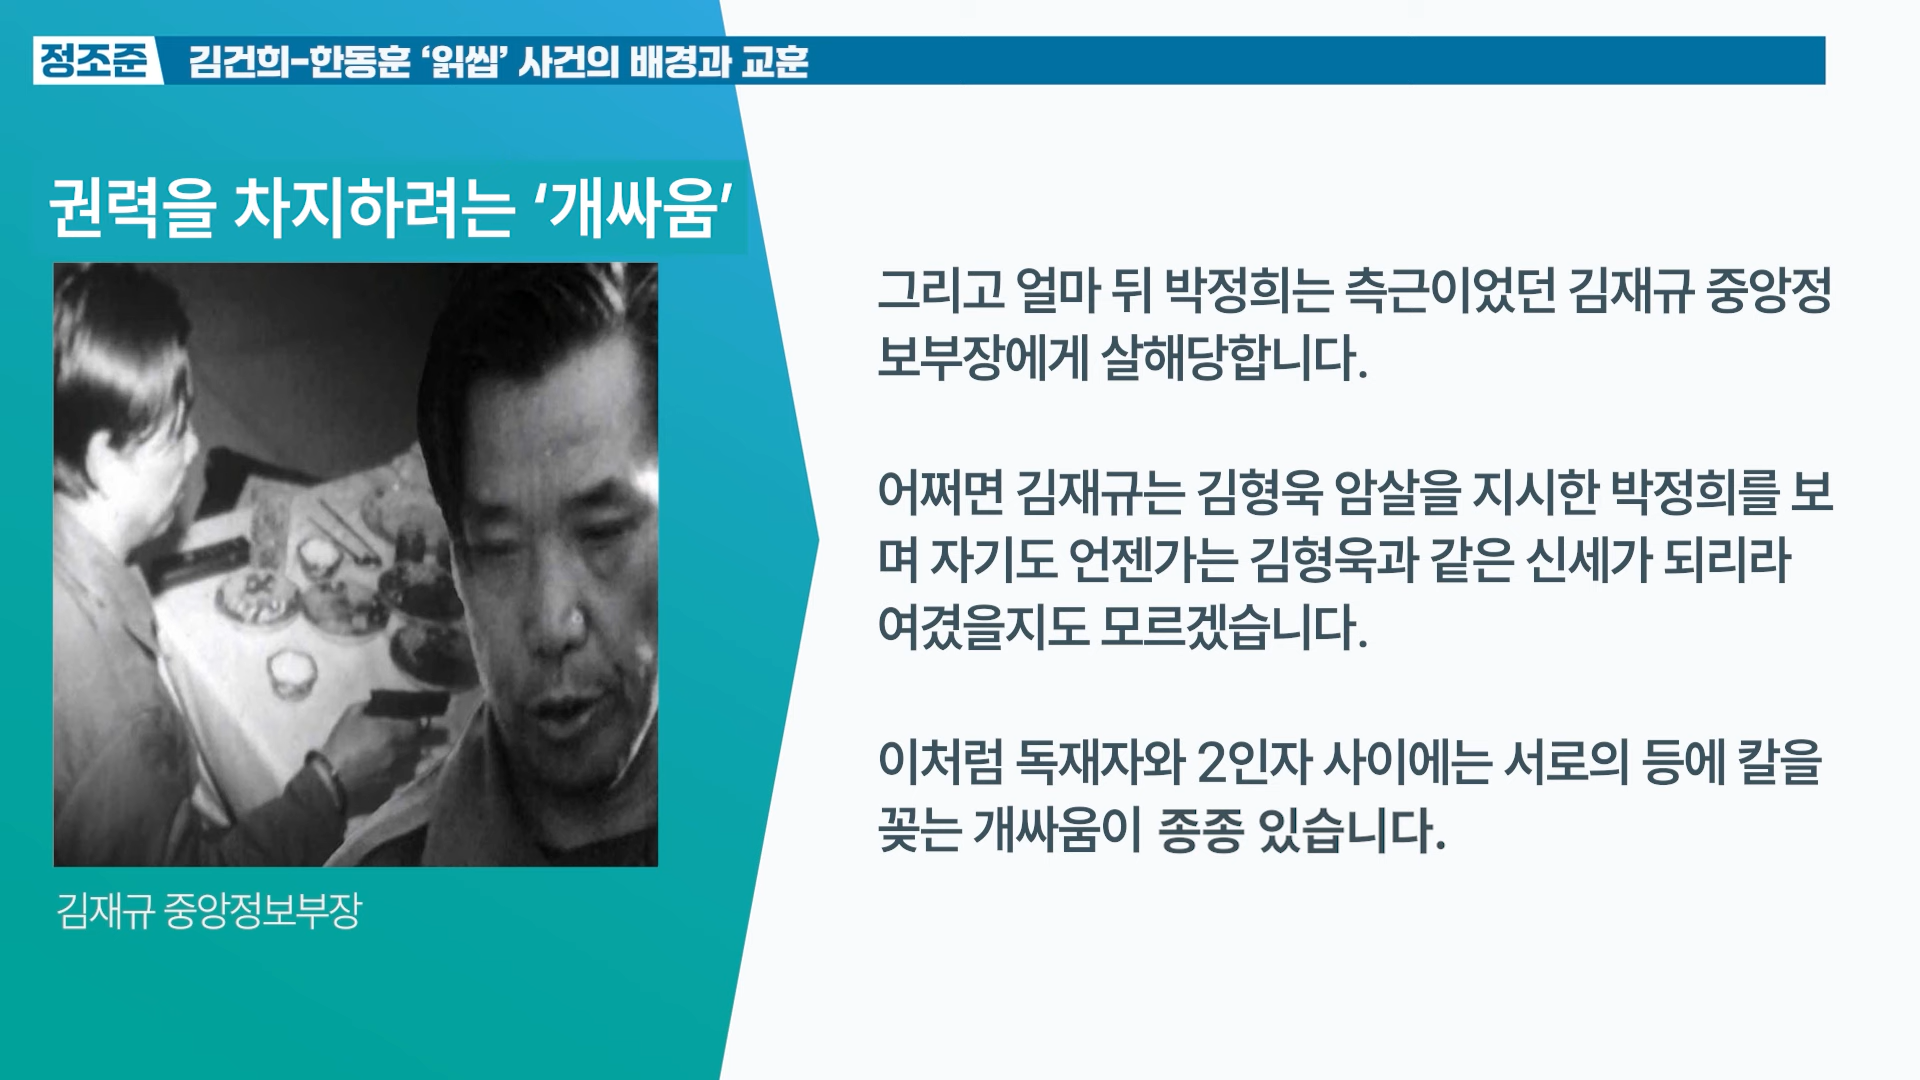 정조준 김건희-한동훈 ‘읽씹’ 사건의 배경과 교훈
권력을 차지하려는 ‘개싸움’
김재규 중앙정보부장
그리고 얼마 뒤 박정희는 측근이었던 김재규 중앙정
보부장에게 살해당합니다.
어쩌면 김재규는 김형욱 암살을 지시한 박정희를 보
며 자기도 언젠가는 김형욱과 같은 신세가 되리라
여겼을지도 모르겠습니다.
이처럼 독재자와 2인자 사이에는 서로의 등에 칼을
꽂는 개싸움이 종종 있습니다.